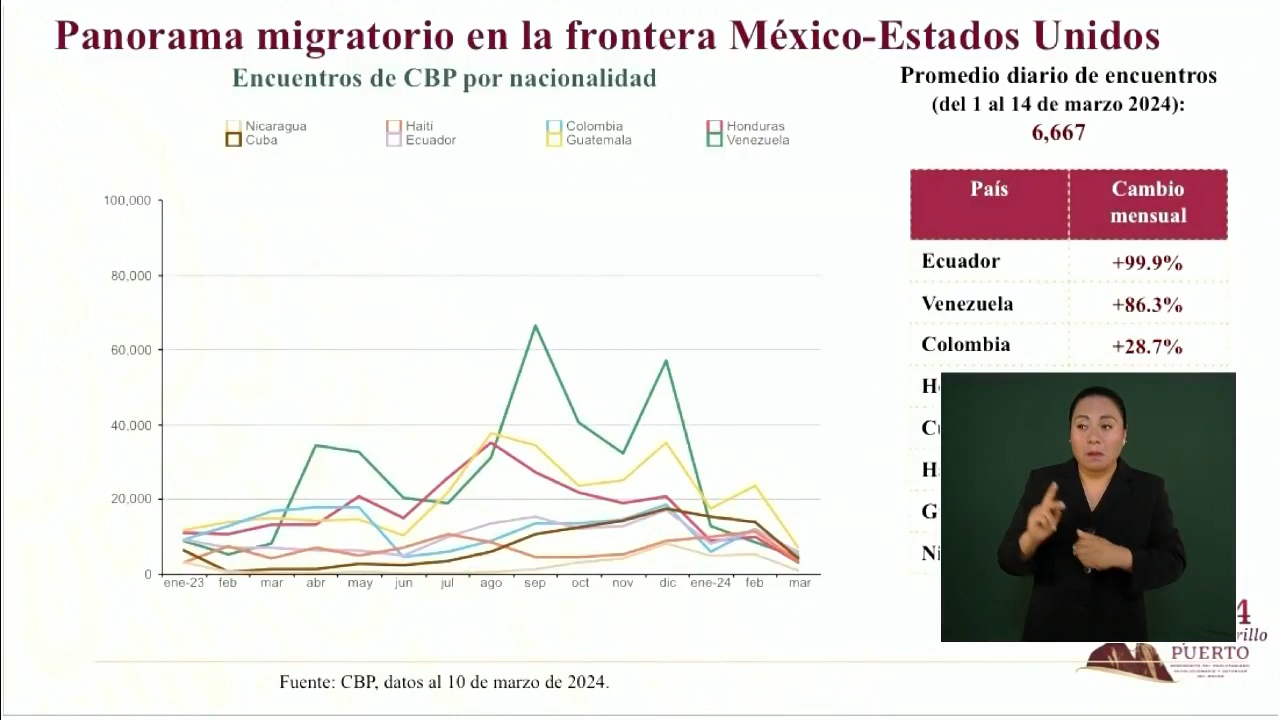 Panorama migratorio en la frontera México-Estados Unidos
Encuentros de CBP por nacionalidad
Nicaragua
Haití
Colombia
Honduras
Cuba
Ecuador
Guatemala
Venezuela
100,000
80,000
60,000
40,000
20,000
0
ene-23 feb mar abr may jun jul ago sep oct nov dic ene-24 feb mar
Promedio diario de encuentros
(del 1 al 14 de marzo 2024):
6,667
País
Cambio
mensual
Ecuador +99.9%
Venezuela +86.3%
Colombia +28.7%
H
C
H
G
Ni
4
rillo
PUERTO
Fuente: CBP, datos al 10 de marzo de 2024.